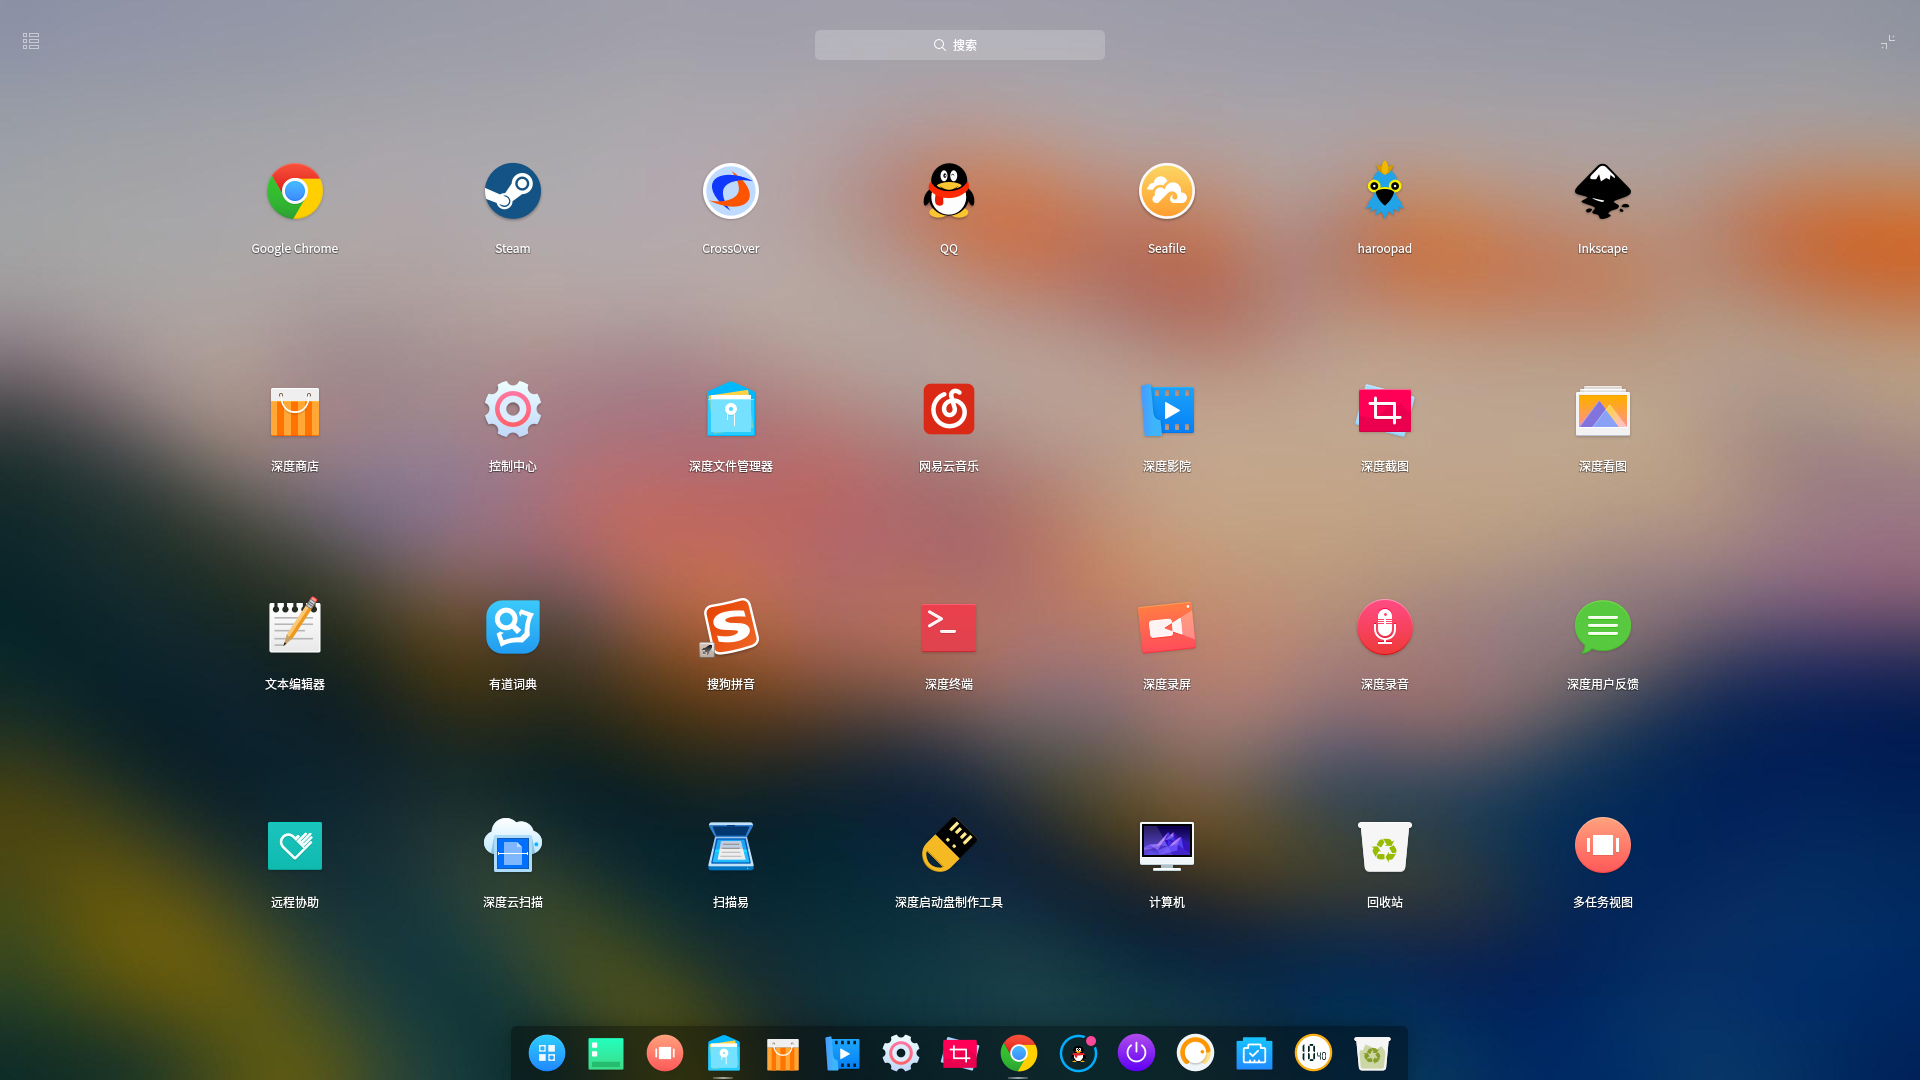 搜索
Google Chrome
Steam
CrossOver
QQ
Seafile
haroopad
Inkscape
深度商店
控制中心
深度文件管理器
网易云音乐
深度影院
深度截图
深度看图
文本编辑器
有道词典
搜狗拼音
深度终端
深度录屏
深度录音
深度用户反馈
远程协助
深度云扫描
扫描易
深度启动盘制作工具
计算机
回收站
多任务视图
10 40